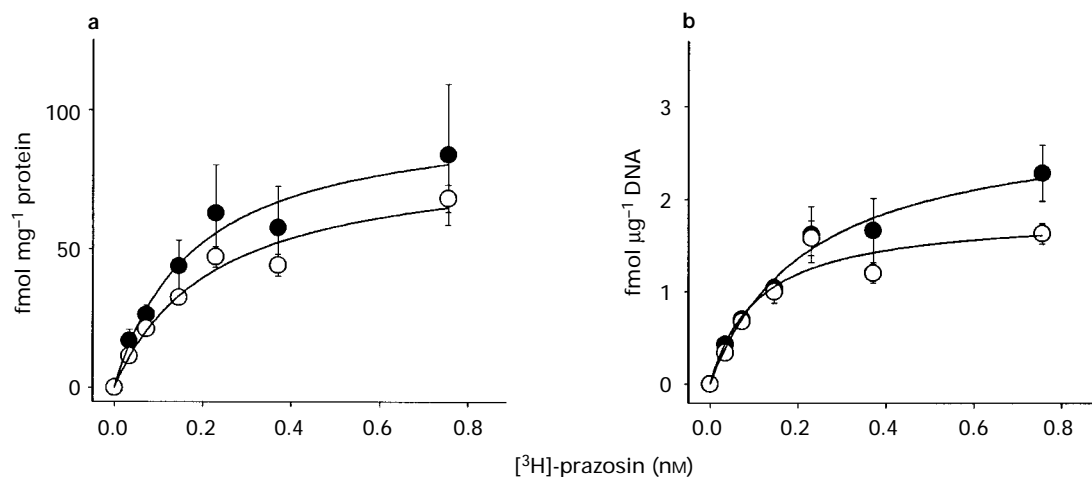 a
b
fmol mg⁻¹ protein
100
50
0
0.0 0.2 0.4 0.6 0.8
fmol μg⁻¹ DNA
3
2
1
0
0.0 0.2 0.4 0.6 0.8
[³H]-prazosin (nM)